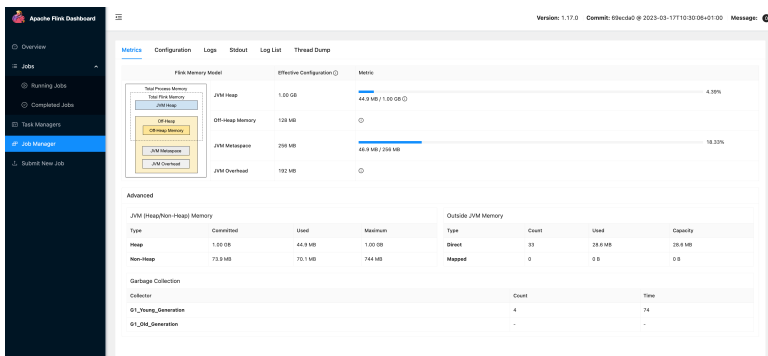 Apache Flink Dashboard
Version: 1.17.0 Commit: 69ecda0 @ 2023-03-17T10:30:06+01:00 Message: 0
Overview
Jobs
Running Jobs
Completed Jobs
Task Managers
Job Manager
Submit New Job
Metrics Configuration Logs Stdout Log List Thread Dump
Flink Memory Model Effective Configuration Metric
Total Process Memory
Total Flink Memory
JVM Heap
Off-Heap
Off-Heap Memory
JVM Metaspace
JVM Overhead
JVM Heap 1.00 GB 4.39%
44.9 MB / 1.00 GB
Off-Heap Memory 128 MB
JVM Metaspace 256 MB 18.33%
46.9 MB / 256 MB
JVM Overhead 192 MB
Advanced
JVM (Heap/Non-Heap) Memory
Type Committed Used Maximum
Heap 1.00 GB 44.9 MB 1.00 GB
Non-Heap 73.9 MB 70.1 MB 744 MB
Outside JVM Memory
Type Count Used Capacity
Direct 33 28.6 MB 28.6 MB
Mapped 0 0 B 0 B
Garbage Collection
Collector Count Time
G1_Young_Generation 4 74
G1_Old_Generation - -